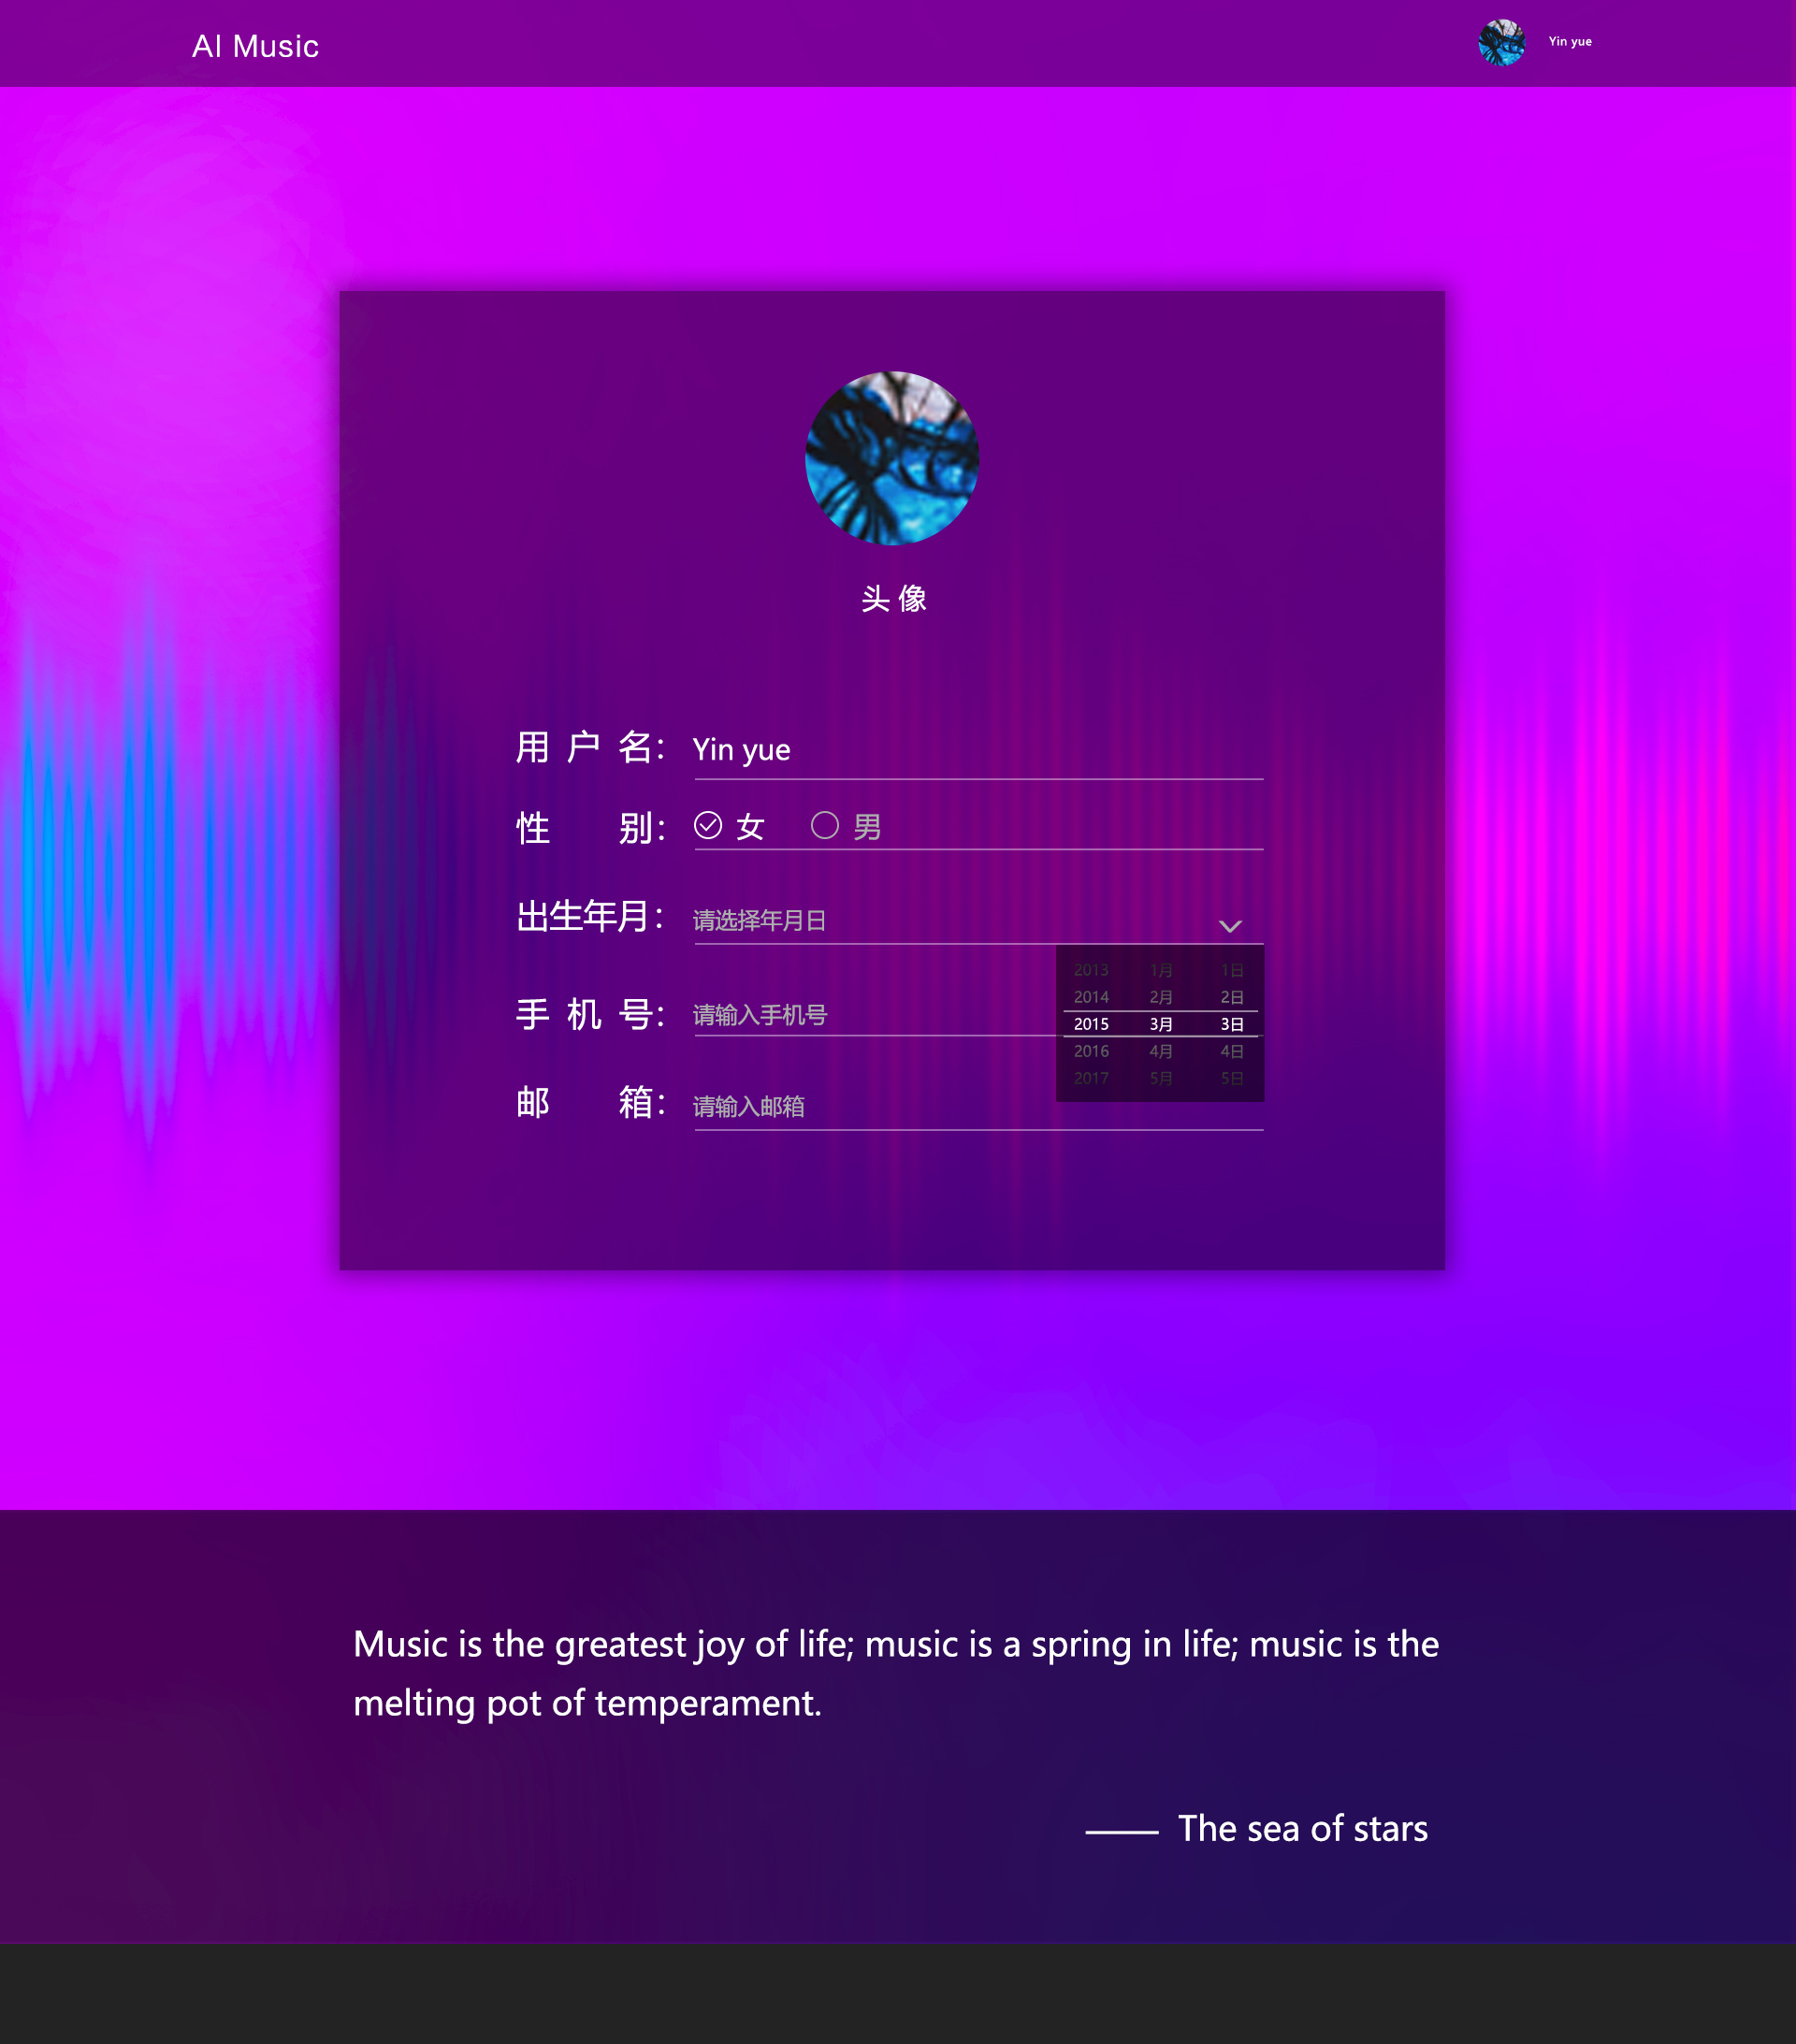 AI Music
Yin yue
头 像
用 户 名： Yin yue
性 别： 女 男
出生年月： 请选择年月日
2013 1月 1日
2014 2月 2日
2015 3月 3日
2016 4月 4日
2017 5月 5日
手 机 号： 请输入手机号
邮 箱： 请输入邮箱
Music is the greatest joy of life; music is a spring in life; music is the
melting pot of temperament.
—— The sea of stars